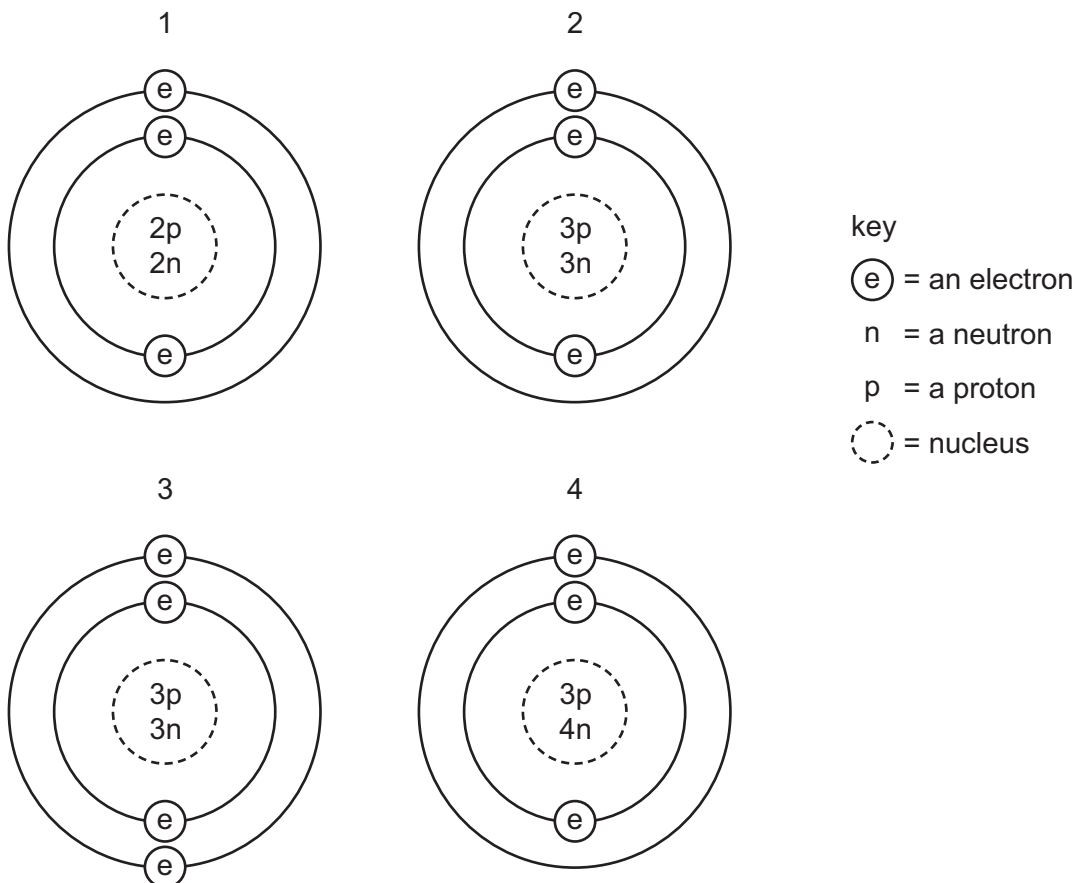 1
2
e
e
e
e
2p
2n
3p
3n
e
e
key
e = an electron
n = a neutron
p = a proton
= nucleus
3
4
e
e
e
e
3p
3n
3p
4n
e
e
e